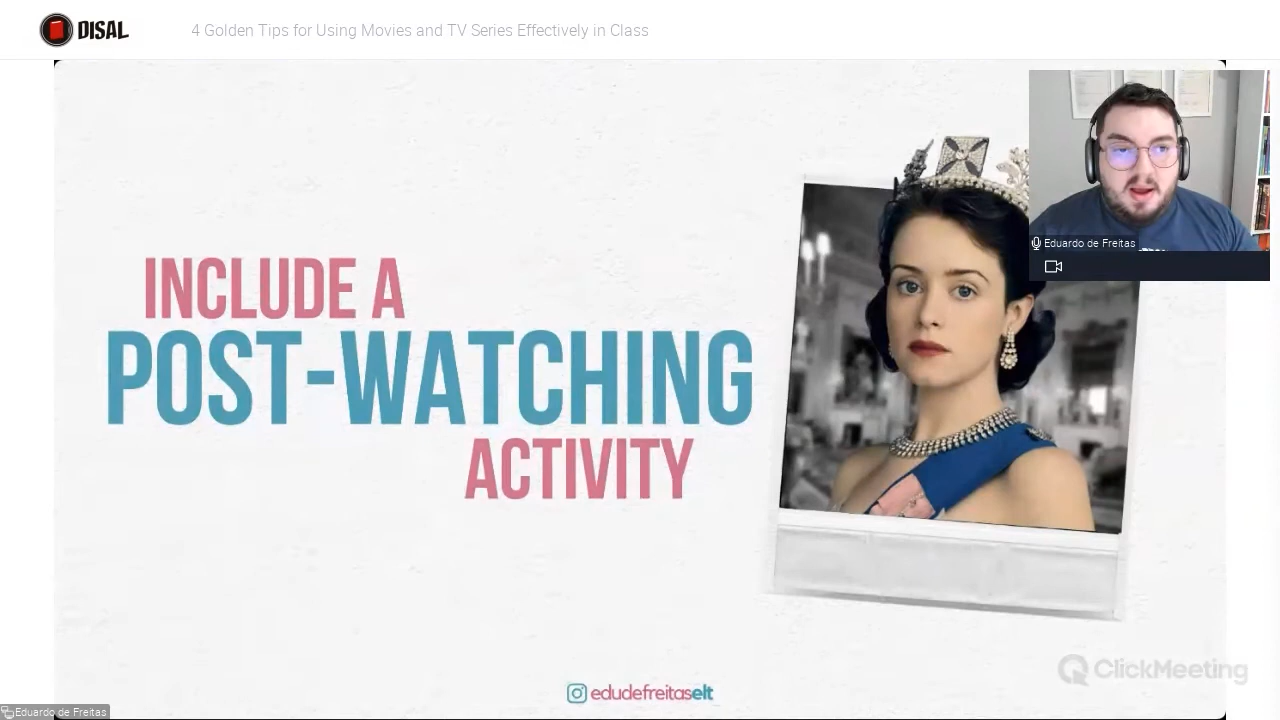 DISAL
4 Golden Tips for Using Movies and TV Series Effectively in Class
Eduardo de Freitas
INCLUDE A
POST-WATCHING
ACTIVITY
ClickMeeting
edudefreitaselt
Eduardo de Freitas